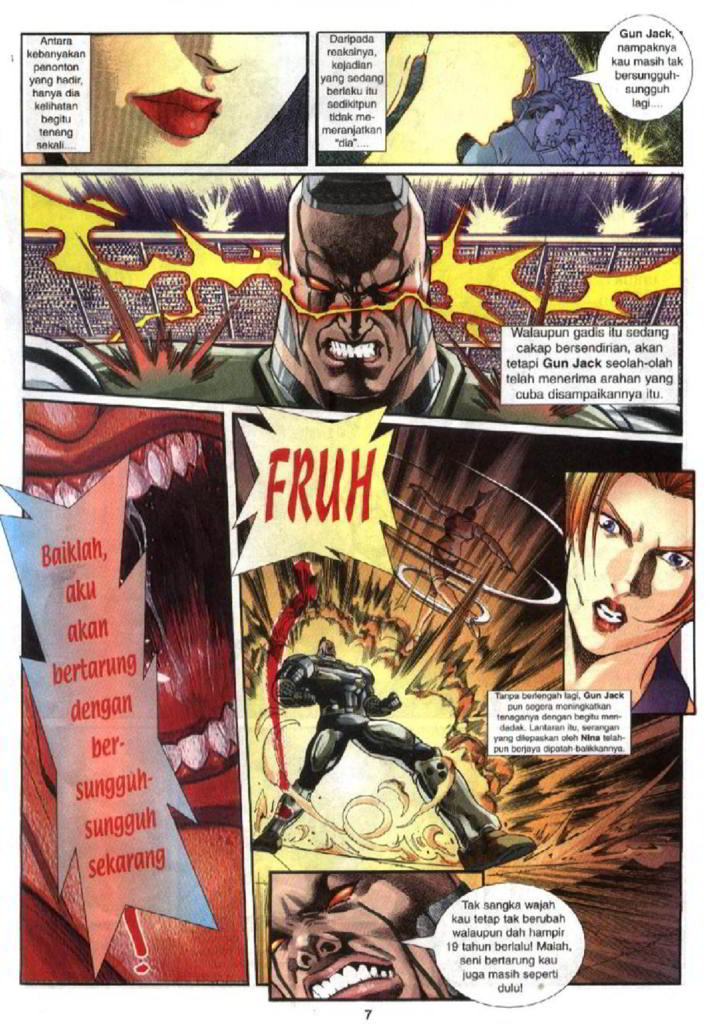 Antara
kebanyakan
penonton
yang hadir,
hanya dia
kelihatan
begitu
tenang
sekali....
Daripada
reaksinya,
kejadian
yang sedang
berlaku itu
sedikitpun
tidak me-
meranjatkan
"dia"....
Gun Jack,
nampaknya
kau masih tak
bersungguh-
sungguh
lagi....
Walaupun gadis itu sedang
cakap bersendirian, akan
tetapi Gun Jack seolah-olah
telah menerima arahan yang
cuba disampaikannya itu.
Baiklah,
aku
akan
bertarung
dengan
ber-
sungguh-
sungguh
sekarang
!
FRUH
Tanpa berlengah lagi, Gun Jack
pun segera meningkatkan
tenaganya dengan begitu men-
dadak. Lantaran itu, serangan
yang dilepaskan oleh Nina telah-
pun berjaya dipatah-balikkannya.
Tak sangka wajah
kau tetap tak berubah
walaupun dah hampir
19 tahun berlalu! Malah,
seni bertarung kau
juga masih seperti
dulu!
7